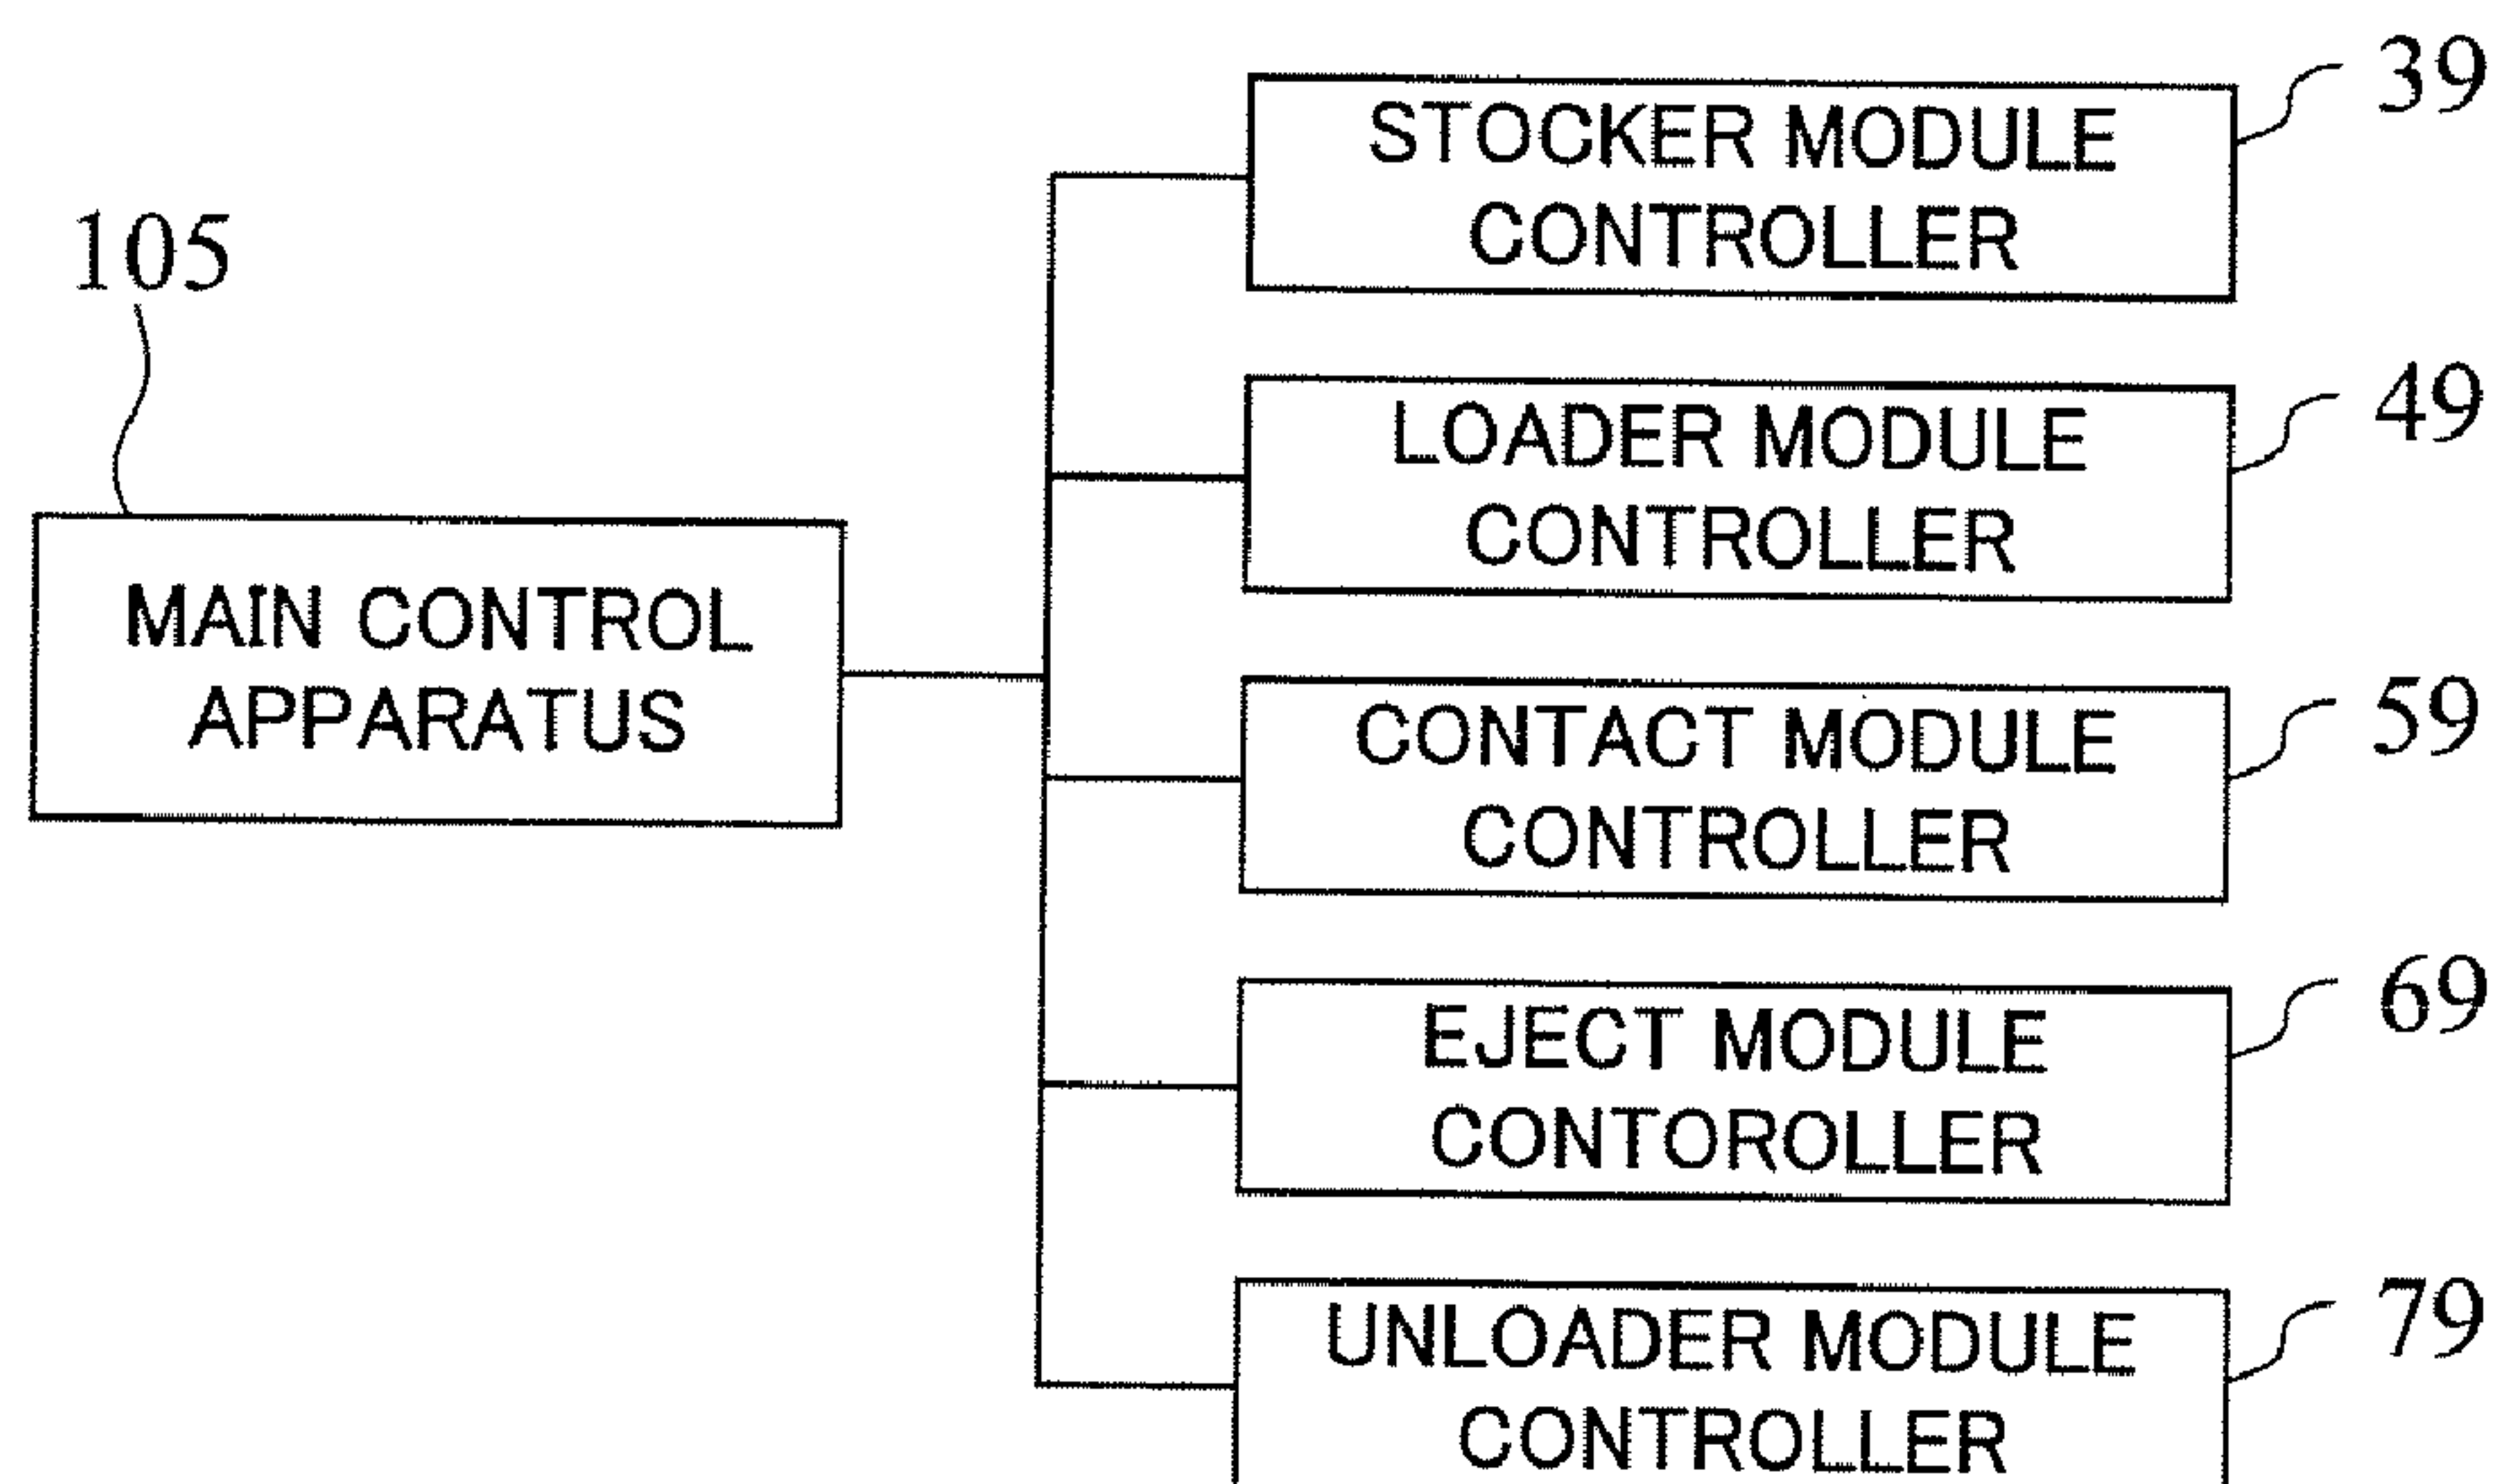 39
STOCKER MODULE
CONTROLLER
105
49
LOADER MODULE
CONTROLLER
MAIN CONTROL
APPARATUS
59
CONTACT MODULE
CONTROLLER
69
EJECT MODULE
CONTOROLLER
79
UNLOADER MODULE
CONTROLLER